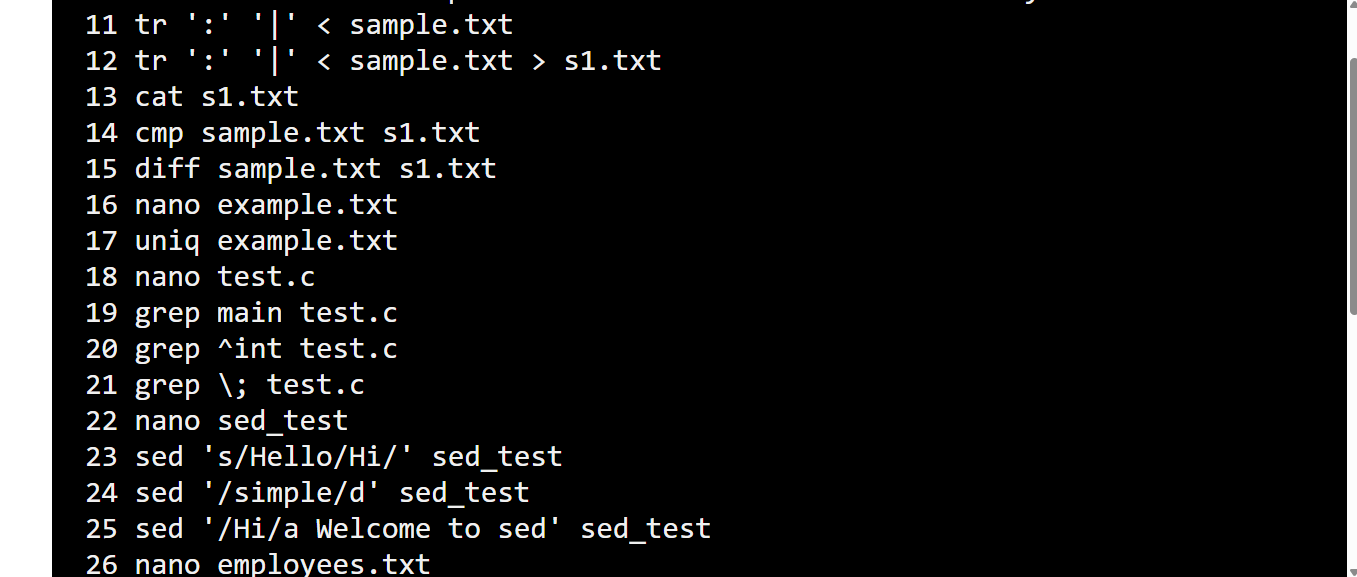 11 tr ':' '|' < sample.txt
12 tr ':' '|' < sample.txt > s1.txt
13 cat s1.txt
14 cmp sample.txt s1.txt
15 diff sample.txt s1.txt
16 nano example.txt
17 uniq example.txt
18 nano test.c
19 grep main test.c
20 grep ^int test.c
21 grep \; test.c
22 nano sed_test
23 sed 's/Hello/Hi/' sed_test
24 sed '/simple/d' sed_test
25 sed '/Hi/a Welcome to sed' sed_test
26 nano employees.txt